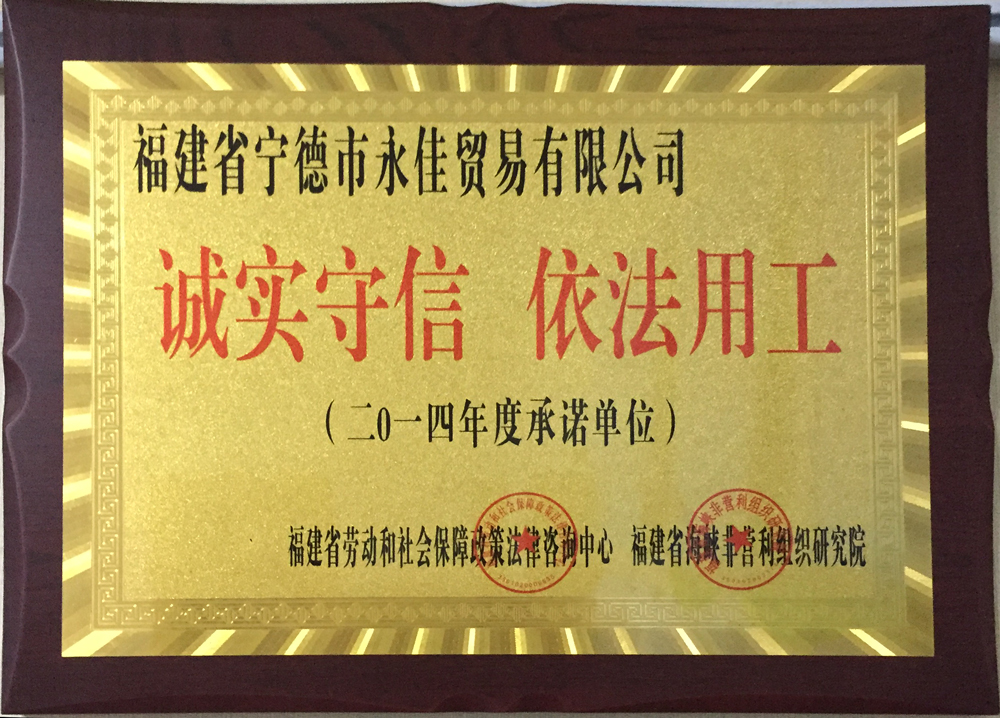 福建省宁德市永佳贸易有限公司
诚实守信 依法用工
（二0一四年度承诺单位）
福建省劳动和社会保障政策法律咨询中心 福建省海峡非营利组织研究院